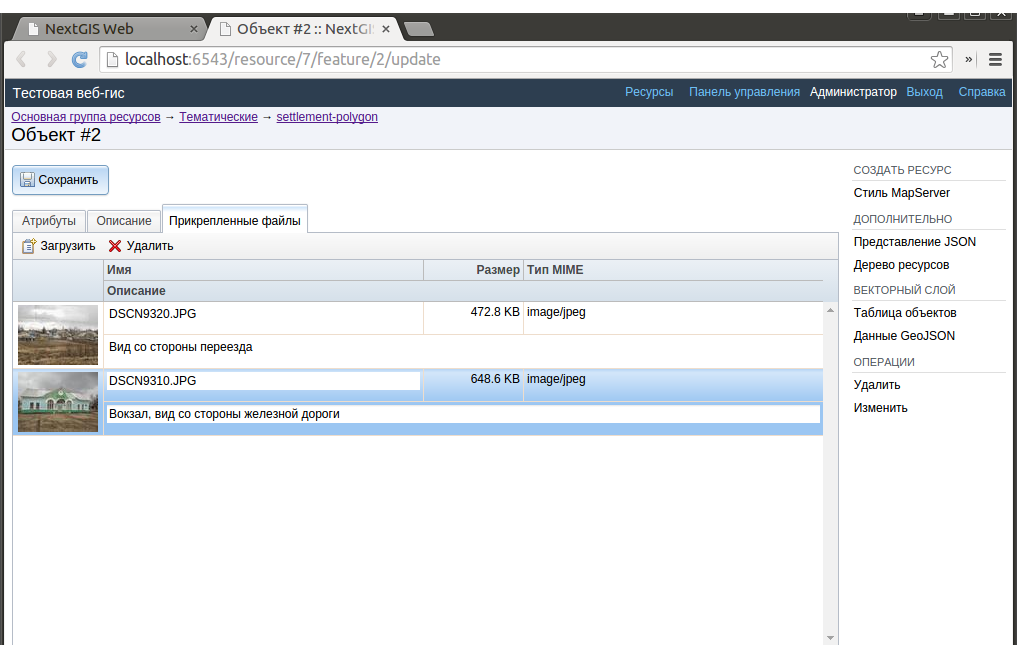 NextGIS Web
Объект #2 :: NextGI
localhost:6543/resource/7/feature/2/update
Тестовая веб-гис
Ресурсы Панель управления Администратор Выход Справка
Основная группа ресурсов → Тематические → settlement-polygon
Объект #2
Сохранить
Атрибуты Описание Прикрепленные файлы
Загрузить Удалить
Имя Размер Тип MIME
Описание
DSCN9320.JPG 472.8 KB image/jpeg
Вид со стороны переезда
DSCN9310.JPG 648.6 KB image/jpeg
Вокзал, вид со стороны железной дороги
СОЗДАТЬ РЕСУРС
Стиль MapServer
ДОПОЛНИТЕЛЬНО
Представление JSON
Дерево ресурсов
ВЕКТОРНЫЙ СЛОЙ
Таблица объектов
Данные GeoJSON
ОПЕРАЦИИ
Удалить
Изменить